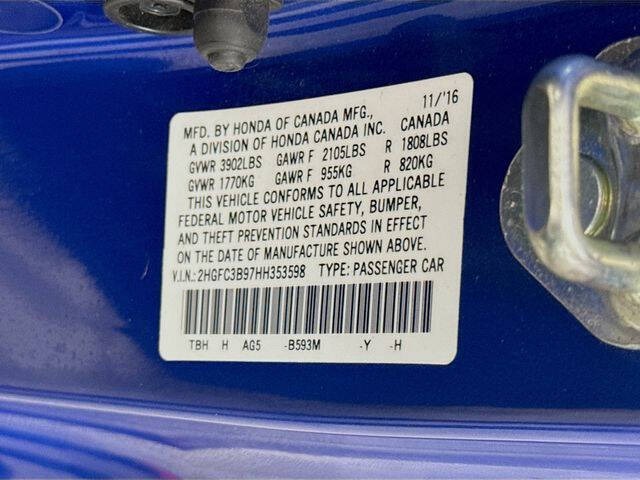 MFD. BY HONDA OF CANADA MFG., 11/'16
A DIVISION OF HONDA CANADA INC. CANADA
GVWR 3902LBS GAWR F 2105LBS R 1808LBS
GVWR 1770KG GAWR F 955KG R 820KG
THIS VEHICLE CONFORMS TO ALL APPLICABLE
FEDERAL MOTOR VEHICLE SAFETY, BUMPER,
AND THEFT PREVENTION STANDARDS IN EFFECT
ON THE DATE OF MANUFACTURE SHOWN ABOVE.
V.I.N.: 2HGFC3B97HH353598 TYPE: PASSENGER CAR
TBH H AG5 -B593M -Y -H